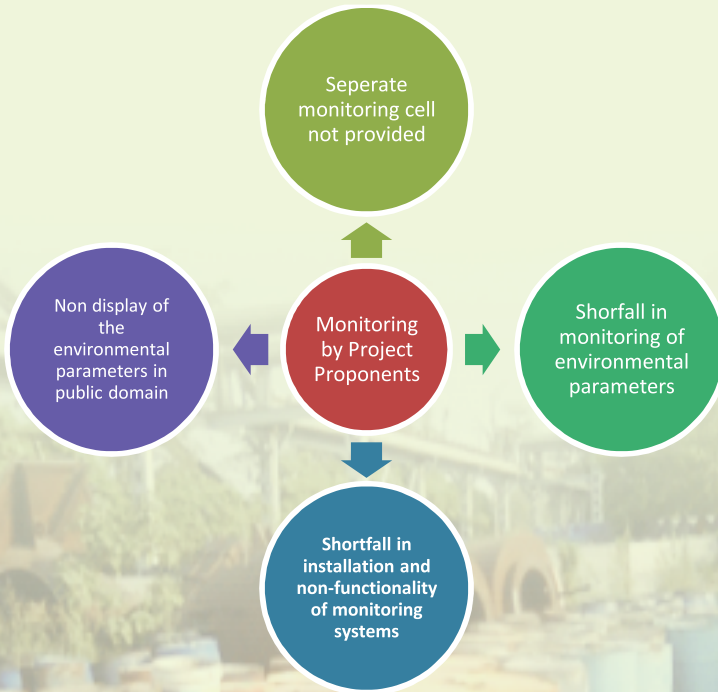 Seperate
monitoring cell
not provided
Non display of
the
environmental
parameters in
public domain
Monitoring
by Project
Proponents
Shorfall in
monitoring of
environmental
parameters
Shortfall in
installation and
non-functionality
of monitoring
systems